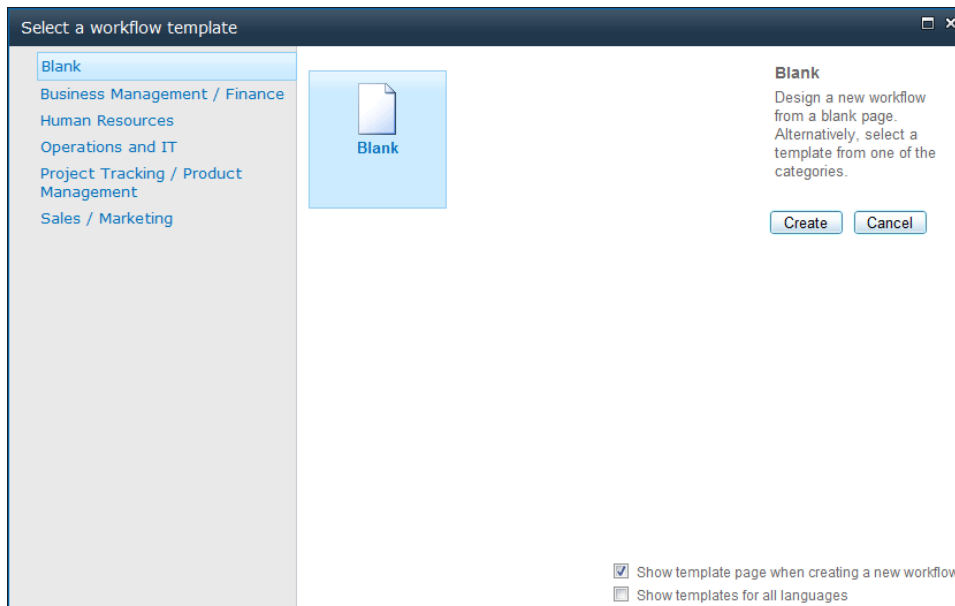 Select a workflow template
Blank
Business Management / Finance
Human Resources
Operations and IT
Project Tracking / Product
Management
Sales / Marketing
Blank
Blank
Design a new workflow
from a blank page.
Alternatively, select a
template from one of the
categories.
Create
Cancel
Show template page when creating a new workflow
Show templates for all languages